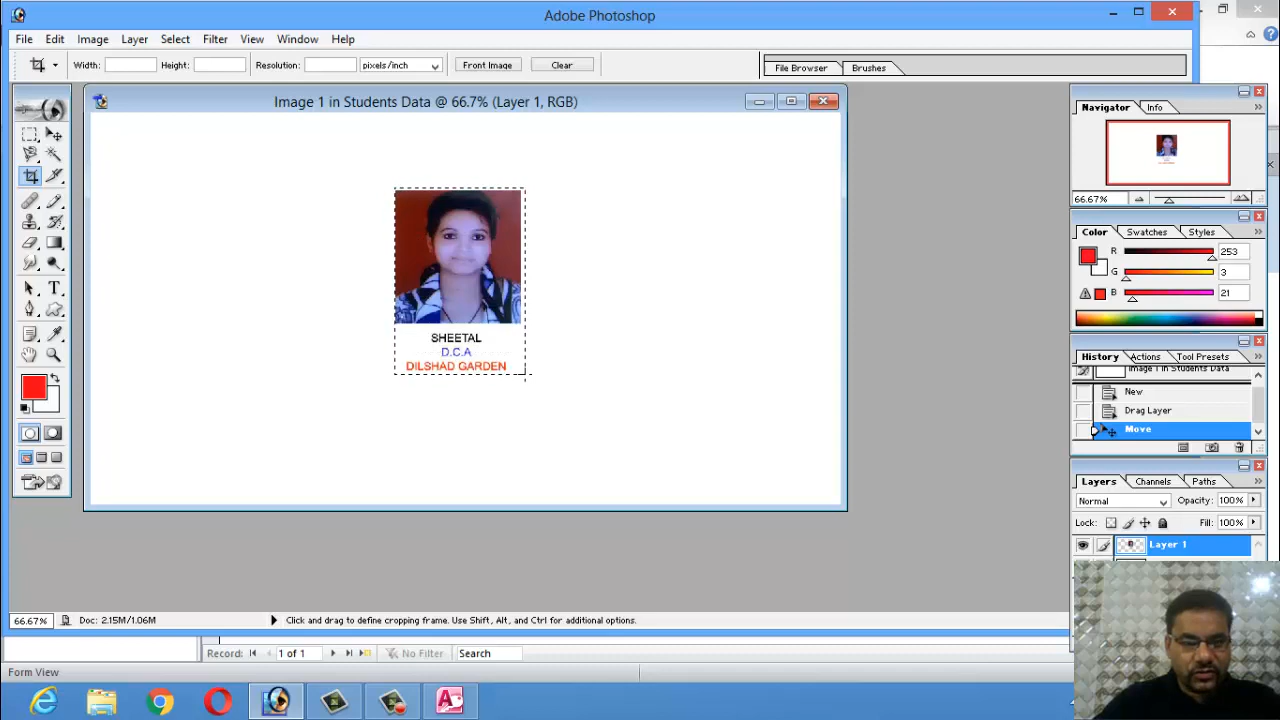 Adobe Photoshop
File Edit Image Layer Select Filter View Window Help
Width: Height: Resolution: pixels/inch Front Image Clear File Browser Brushes
Image 1 in Students Data @ 66.7% (Layer 1, RGB)
Navigator Info
66.67%
Color Swatches Styles
R 253
G 3
B 21
SHEETAL
D.C.A
DILSHAD GARDEN
History Actions Tool Presets
Image 1 in Students Data
New
Drag Layer
Move
Layers Channels Paths
Normal Opacity: 100%
Lock: Fill: 100%
Layer 1
66.67% Doc: 2.15M/1.06M Click and drag to define cropping frame. Use Shift, Alt, and Ctrl for additional options.
Record: 1 of 1 No Filter Search
Form View